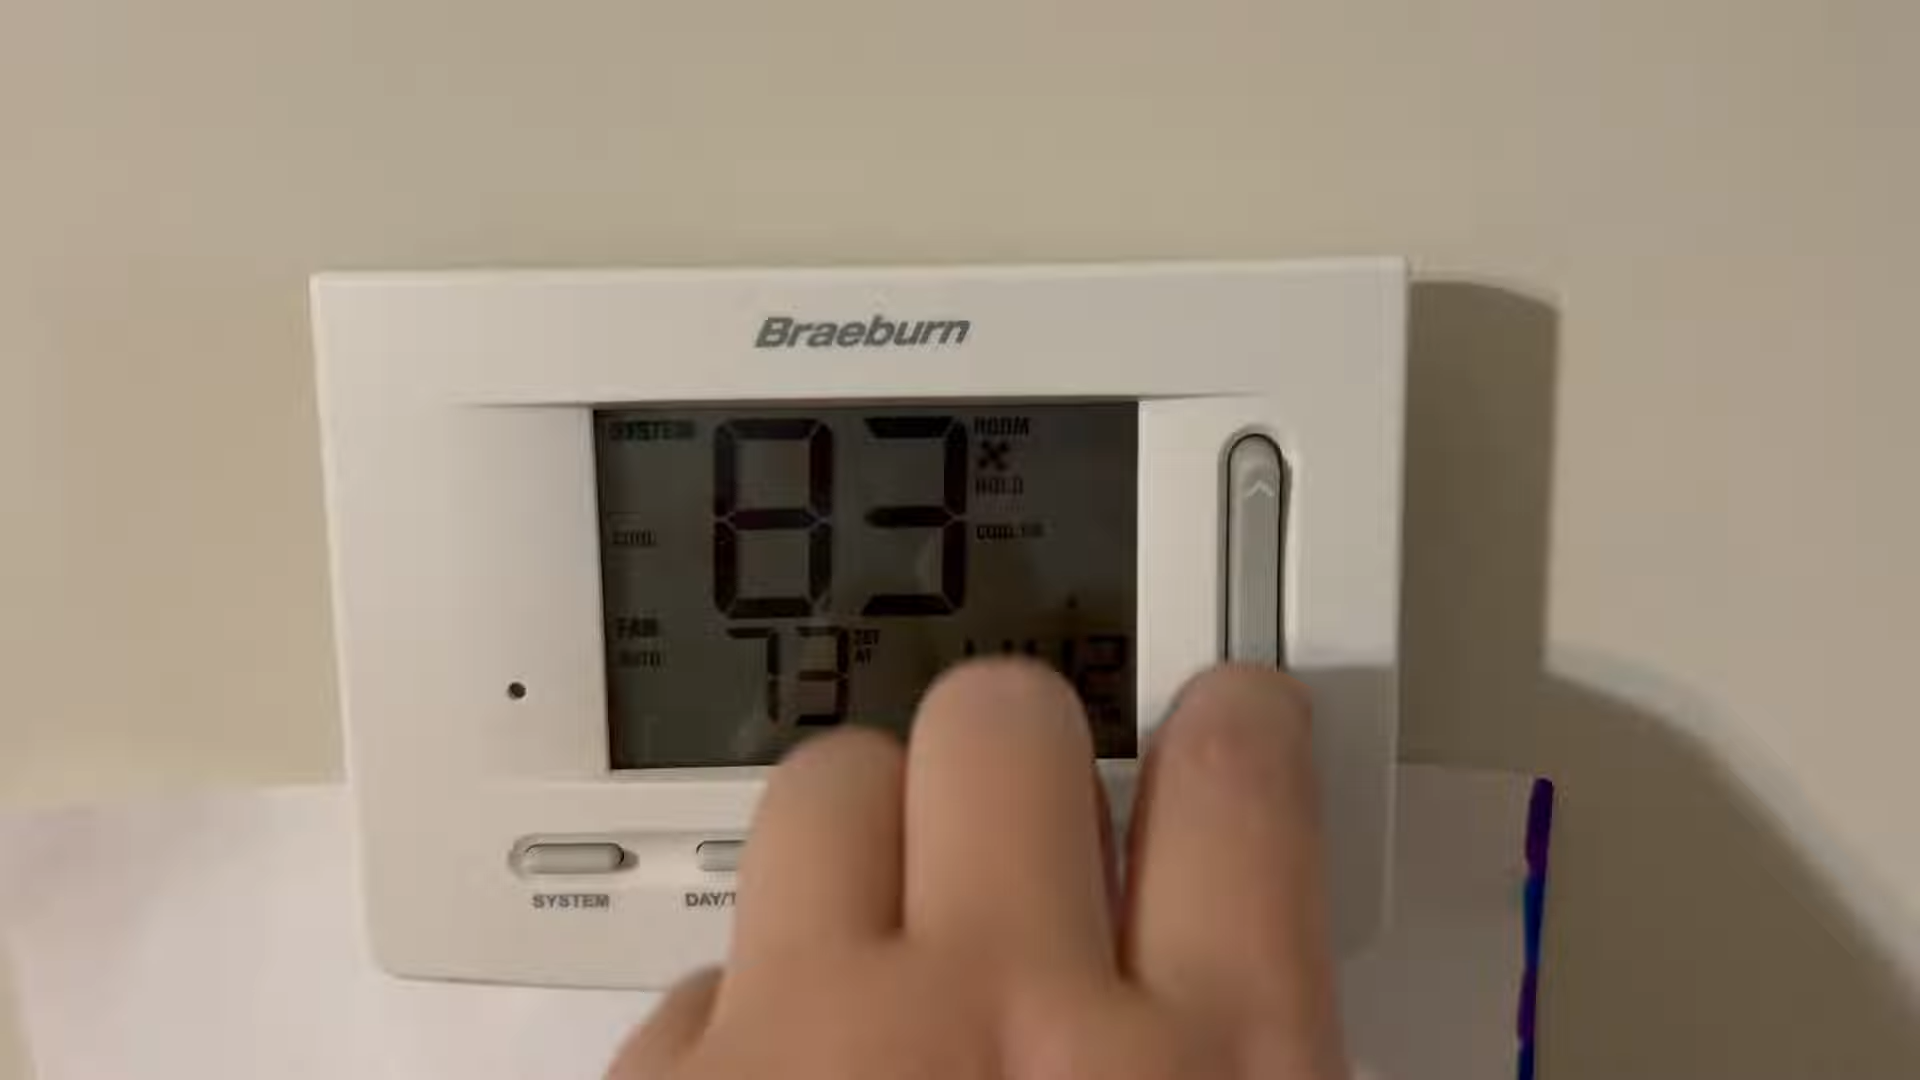 Braeburn
SYSTEM
83
ROOM
HOLD
COOL
COOL ON
FAN
AUTO
73
SET
AT
SYSTEM